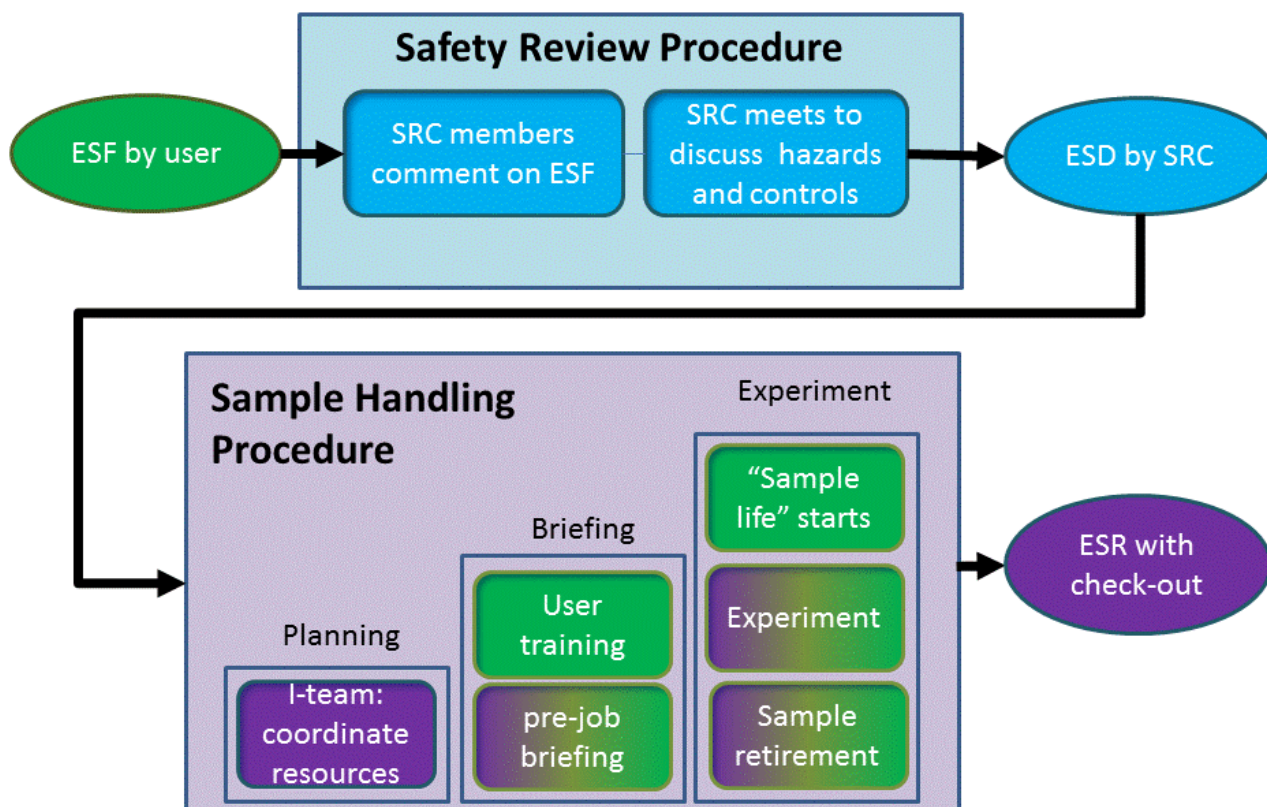 Safety Review Procedure
ESF by user
SRC members
comment on ESF
SRC meets to
discuss hazards
and controls
ESD by SRC
Sample Handling
Procedure
Planning
I-team:
coordinate
resources
Briefing
User
training
pre-job
briefing
Experiment
“Sample
life” starts
Experiment
Sample
retirement
ESR with
check-out